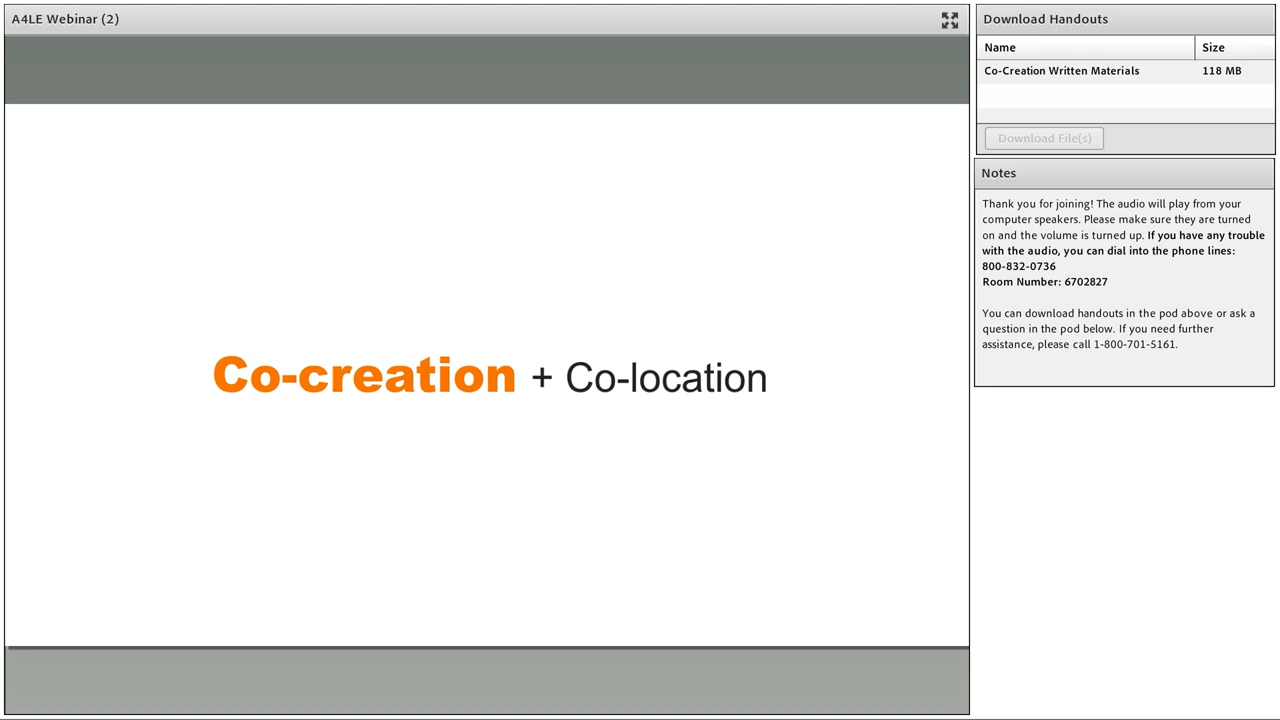 A4LE Webinar (2)
Co-creation + Co-location
Download Handouts
Name Size
Co-Creation Written Materials 118 MB
Download File(s)
Notes
Thank you for joining! The audio will play from your
computer speakers. Please make sure they are turned
on and the volume is turned up. If you have any trouble
with the audio, you can dial into the phone lines:
800-832-0736
Room Number: 6702827
You can download handouts in the pod above or ask a
question in the pod below. If you need further
assistance, please call 1-800-701-5161.